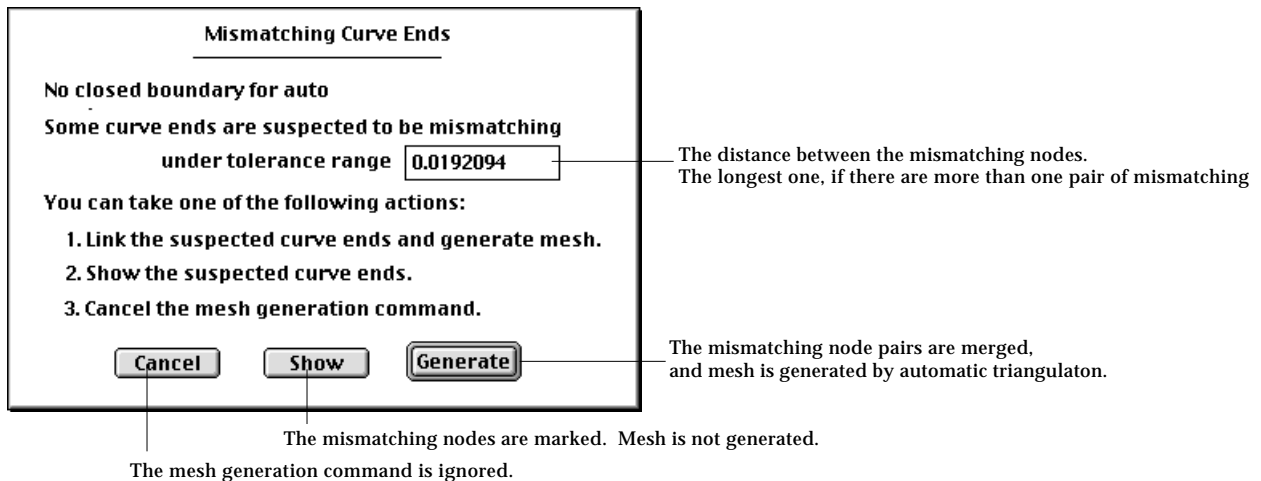 Mismatching Curve Ends
No closed boundary for auto
Some curve ends are suspected to be mismatching
under tolerance range 0.0192094
The distance between the mismatching nodes.
The longest one, if there are more than one pair of mismatching
You can take one of the following actions:
1. Link the suspected curve ends and generate mesh.
2. Show the suspected curve ends.
3. Cancel the mesh generation command.
Cancel Show Generate
The mismatching node pairs are merged,
and mesh is generated by automatic triangulaton.
The mismatching nodes are marked. Mesh is not generated.
The mesh generation command is ignored.